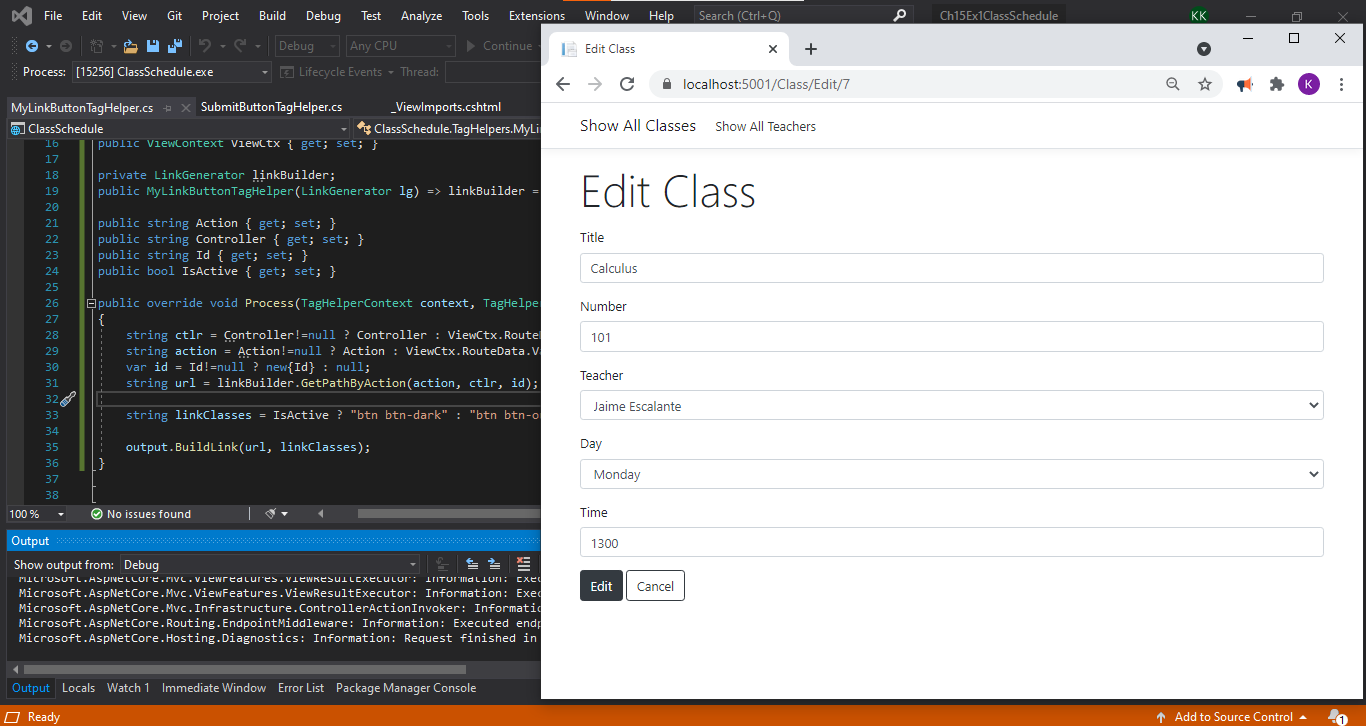 File Edit View Git Project Build Debug Test Analyze Tools Extensions Window Help Search (Ctrl+Q) Ch15Ex1ClassSchedule KK
Debug Any CPU Continue
Process: [15256] ClassSchedule.exe Lifecycle Events Thread:
MyLinkButtonTagHelper.cs SubmitButtonTagHelper.cs _ViewImports.cshtml
ClassSchedule ClassSchedule.TagHelpers.MyLi
16 public ViewContext ViewCtx { get; set; }
17
18 private LinkGenerator linkBuilder;
19 public MyLinkButtonTagHelper(LinkGenerator lg) => linkBuilder =
20
21 public string Action { get; set; }
22 public string Controller { get; set; }
23 public string Id { get; set; }
24 public bool IsActive { get; set; }
25
26 public override void Process(TagHelperContext context, TagHelpe
27 {
28 string ctlr = Controller!=null ? Controller : ViewCtx.Route
29 string action = Action!=null ? Action : ViewCtx.RouteData.V
30 var id = Id!=null ? new{Id} : null;
31 string url = linkBuilder.GetPathByAction(action, ctlr, id);
32
33 string linkClasses = IsActive ? "btn btn-dark" : "btn btn-o
34
35 output.BuildLink(url, linkClasses);
36 }
37
38
100 % No issues found
Output
Show output from: Debug
Microsoft.AspNetCore.Mvc.ViewFeatures.ViewResultExecutor: Information: Exec
Microsoft.AspNetCore.Mvc.ViewFeatures.ViewResultExecutor: Information: Exec
Microsoft.AspNetCore.Mvc.Infrastructure.ControllerActionInvoker: Informatio
Microsoft.AspNetCore.Routing.EndpointMiddleware: Information: Executed endp
Microsoft.AspNetCore.Hosting.Diagnostics: Information: Request finished in
Output Locals Watch 1 Immediate Window Error List Package Manager Console
Ready Add to Source Control 1
Edit Class
localhost:5001/Class/Edit/7 K
Show All Classes Show All Teachers
Edit Class
Title
Calculus
Number
101
Teacher
Jaime Escalante
Day
Monday
Time
1300
Edit Cancel